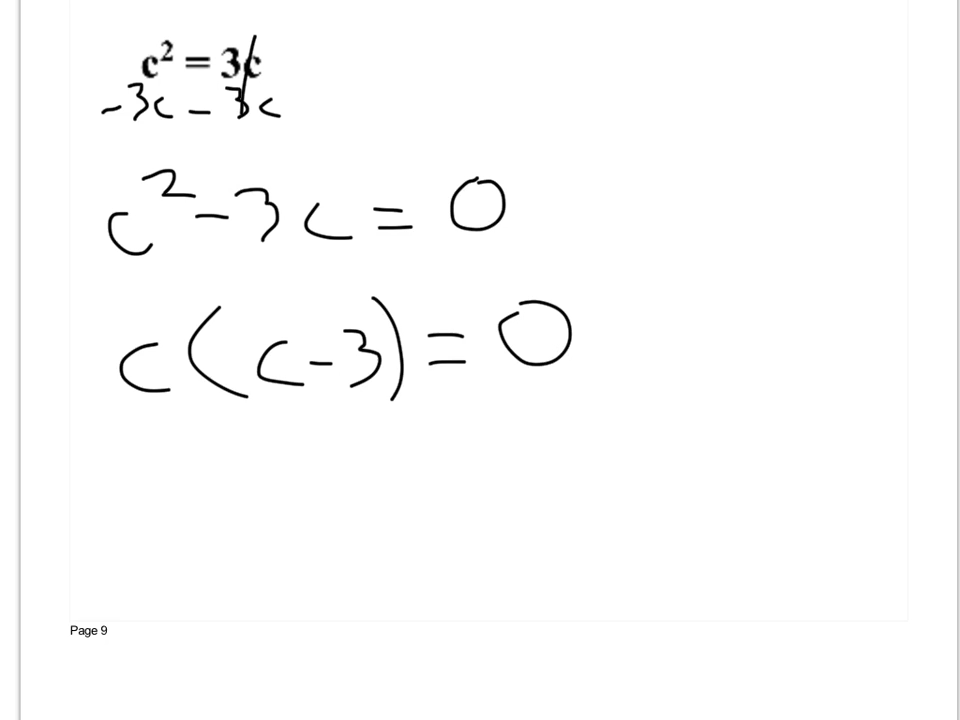 c² = 3c
-3c - 3c
c² - 3c = 0
c(c-3) = 0
Page 9